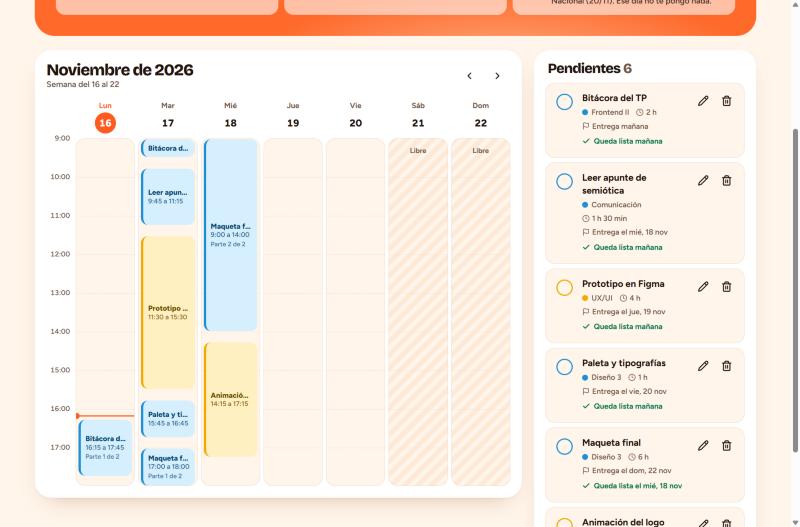 Nacional (20/11). Ese día no te pongo nada.
Noviembre de 2026
Semana del 16 al 22
Lun Mar Mié Jue Vie Sáb Dom
16 17 18 19 20 21 22
9:00
10:00
11:00
12:00
13:00
14:00
15:00
16:00
17:00
Bitácora d...
16:15 a 17:45
Parte 1 de 2
Bitácora d...
Leer apun...
9:45 a 11:15
Prototipo ...
11:30 a 15:30
Paleta y ti...
15:45 a 16:45
Maqueta f...
17:00 a 18:00
Parte 1 de 2
Maqueta f...
9:00 a 14:00
Parte 2 de 2
Animació...
14:15 a 17:15
Libre
Libre
Pendientes 6
Bitácora del TP
Frontend II 2 h
Entrega mañana
Queda lista mañana
Leer apunte de
semiótica
Comunicación
1 h 30 min
Entrega el mié, 18 nov
Queda lista mañana
Prototipo en Figma
UX/UI 4 h
Entrega el jue, 19 nov
Queda lista mañana
Paleta y tipografías
Diseño 3 1 h
Entrega el vie, 20 nov
Queda lista mañana
Maqueta final
Diseño 3 6 h
Entrega el dom, 22 nov
Queda lista el mié, 18 nov
Animación del logo